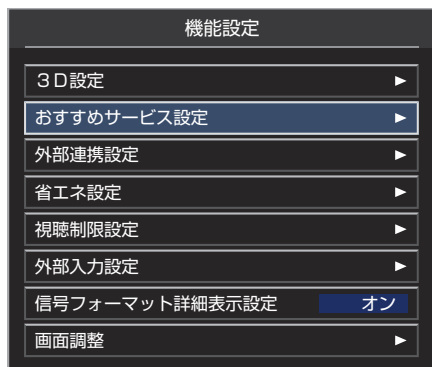 機能設定
３Ｄ設定 ►
おすすめサービス設定 ►
外部連携設定 ►
省エネ設定 ►
視聴制限設定 ►
外部入力設定 ►
信号フォーマット詳細表示設定 オン
画面調整 ►